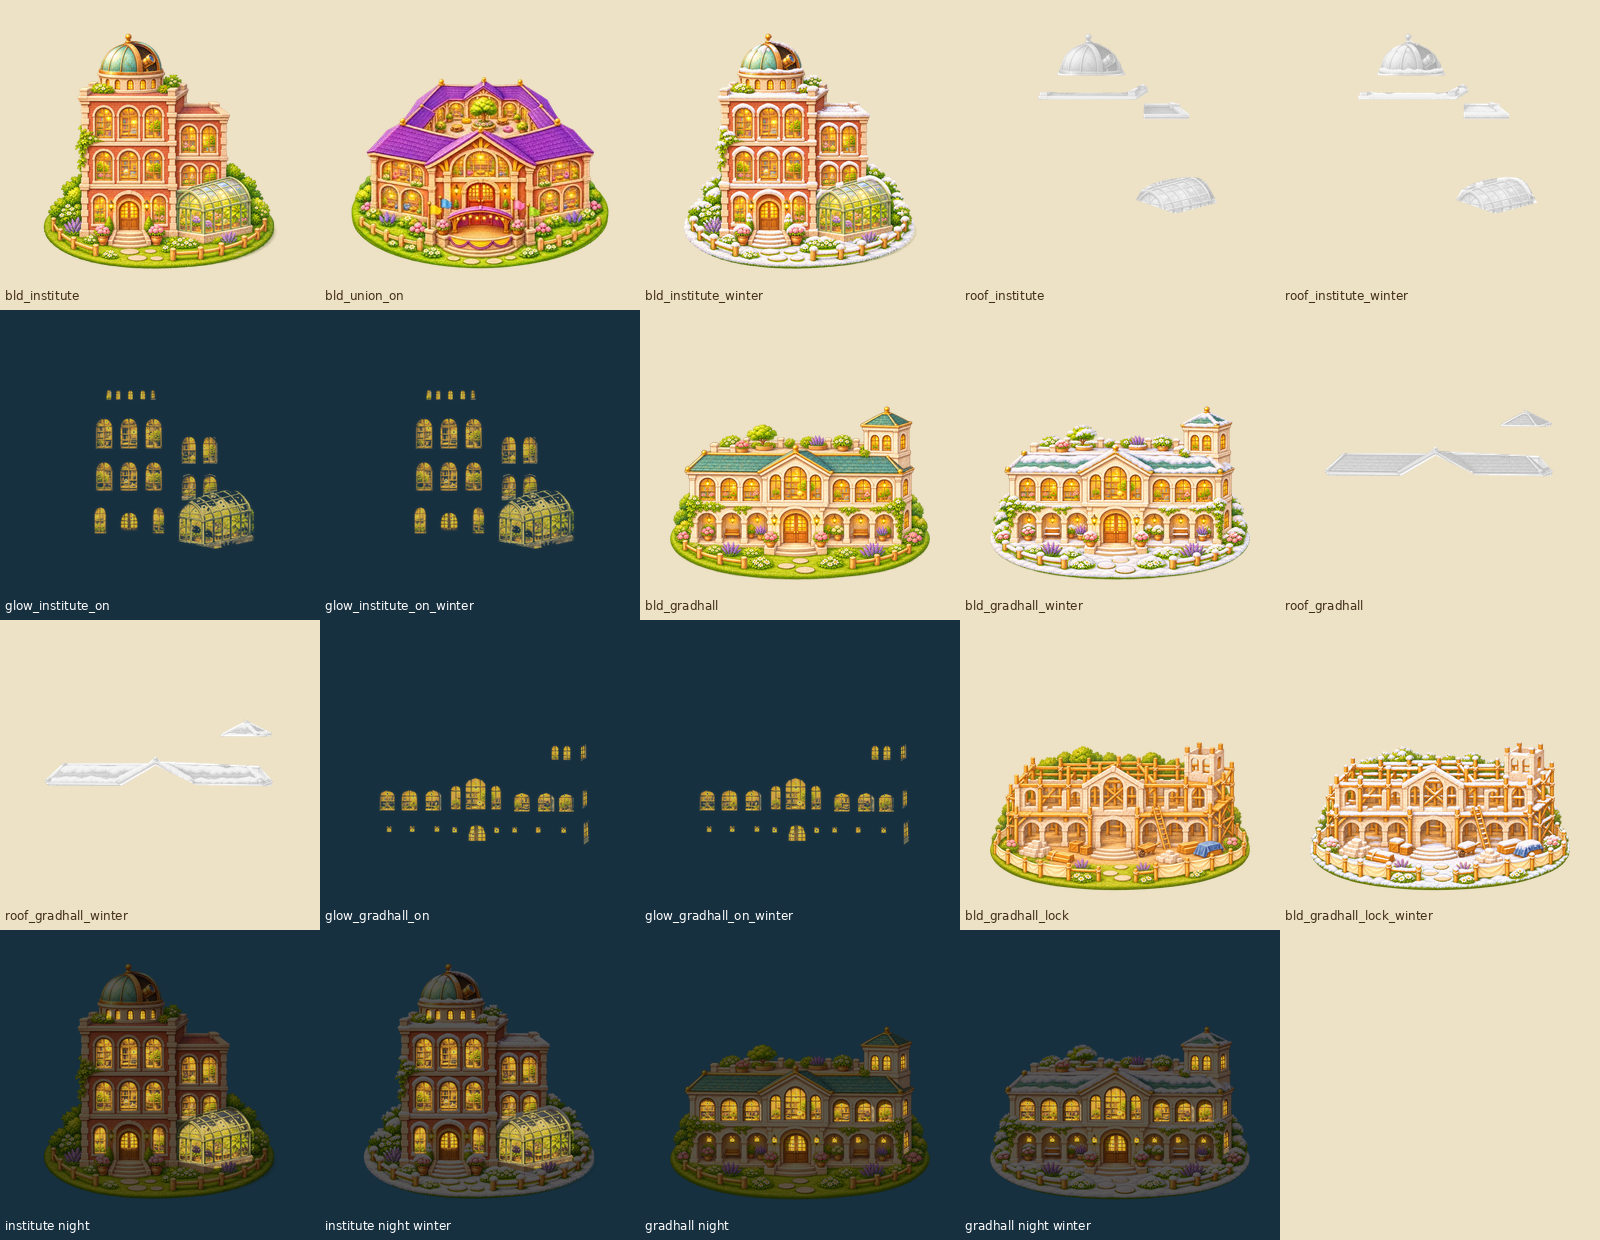 bld_institute
bld_union_on
bld_institute_winter
roof_institute
roof_institute_winter
glow_institute_on
glow_institute_on_winter
bld_gradhall
bld_gradhall_winter
roof_gradhall
roof_gradhall_winter
glow_gradhall_on
glow_gradhall_on_winter
bld_gradhall_lock
bld_gradhall_lock_winter
institute night
institute night winter
gradhall night
gradhall night winter